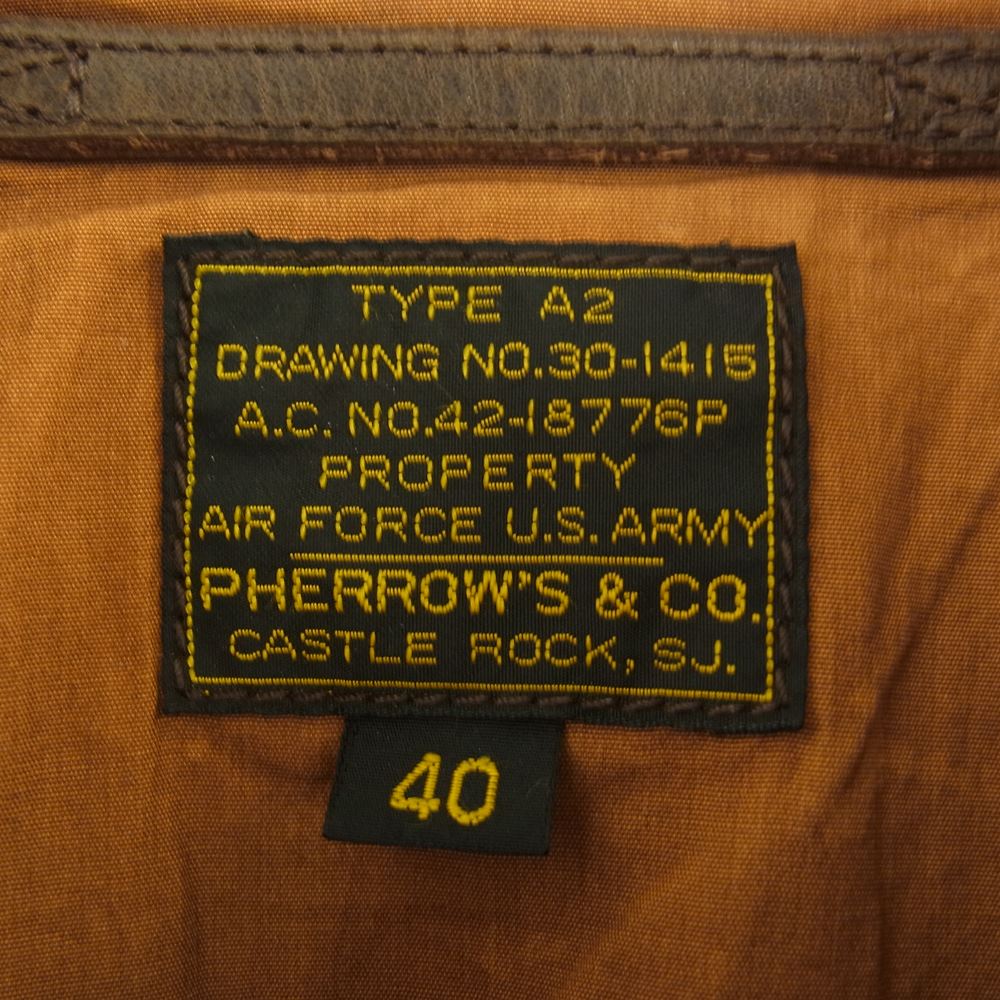 TYPE A2
DRAWING NO.30-1415
A.C. NO.42-18776P
PROPERTY
AIR FORCE U.S. ARMY
PHERROW'S & CO.
CASTLE ROCK, SJ.
40